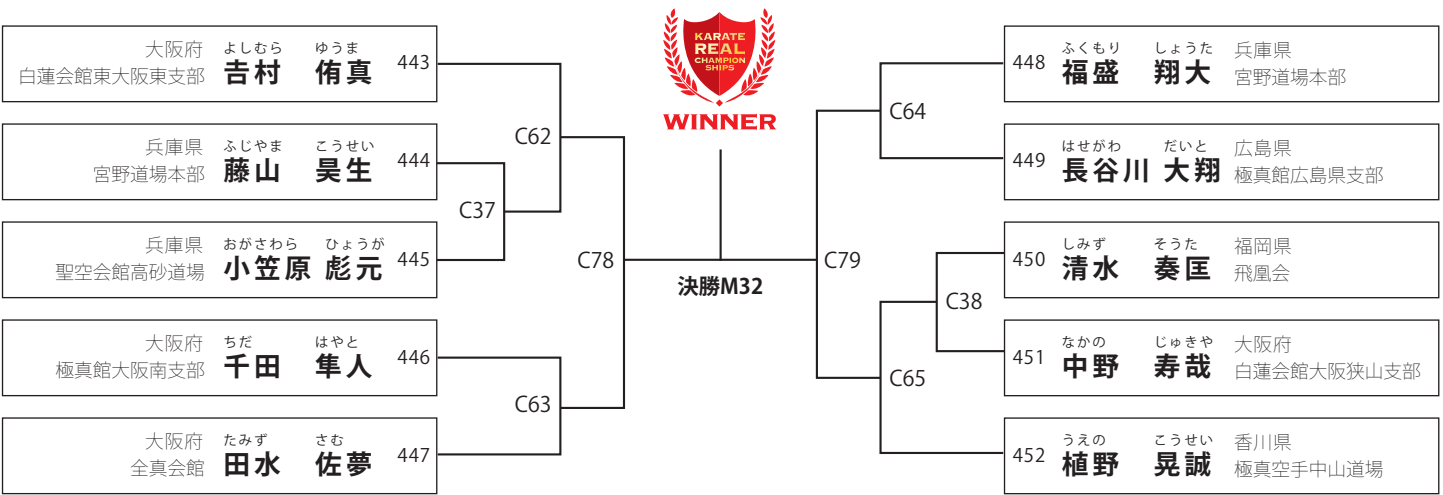 大阪府
白蓮会館東大阪東支部
よしむら ゆうま
𠮷村 侑真
443
兵庫県
宮野道場本部
ふじやま こうせい
藤山 昊生
444
兵庫県
聖空会館高砂道場
おがさわら ひょうが
小笠原 彪元
445
大阪府
極真館大阪南支部
ちだ はやと
千田 隼人
446
大阪府
全真会館
たみず さむ
田水 佐夢
447
C62
C37
C78
C63
KARATE
REAL
CHAMPION
SHIPS
WINNER
決勝M32
C64
C79
C38
C65
448
ふくもり しょうた
福盛 翔大
兵庫県
宮野道場本部
449
はせがわ だいと
長谷川 大翔
広島県
極真館広島県支部
450
しみず そうた
清水 奏匡
福岡県
飛凰会
451
なかの じゅきや
中野 寿哉
大阪府
白蓮会館大阪狭山支部
452
うえの こうせい
植野 晃誠
香川県
極真空手中山道場